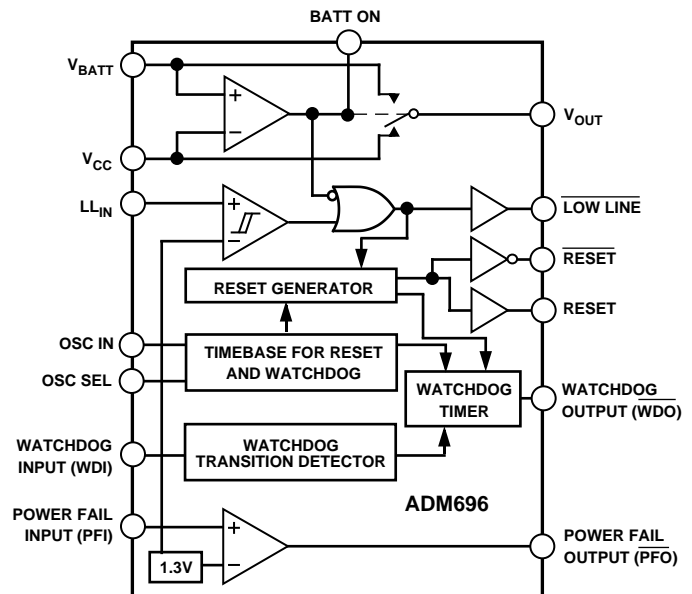 BATT ON
VBATT
+
−
VOUT
VCC
LLIN
+
−
LOW LINE
RESET
RESET GENERATOR
RESET
OSC IN
TIMEBASE FOR RESET
AND WATCHDOG
OSC SEL
WATCHDOG
TIMER
WATCHDOG
OUTPUT (WDO)
WATCHDOG
INPUT (WDI)
WATCHDOG
TRANSITION DETECTOR
ADM696
POWER FAIL
INPUT (PFI)
+
−
1.3V
POWER FAIL
OUTPUT (PFO)